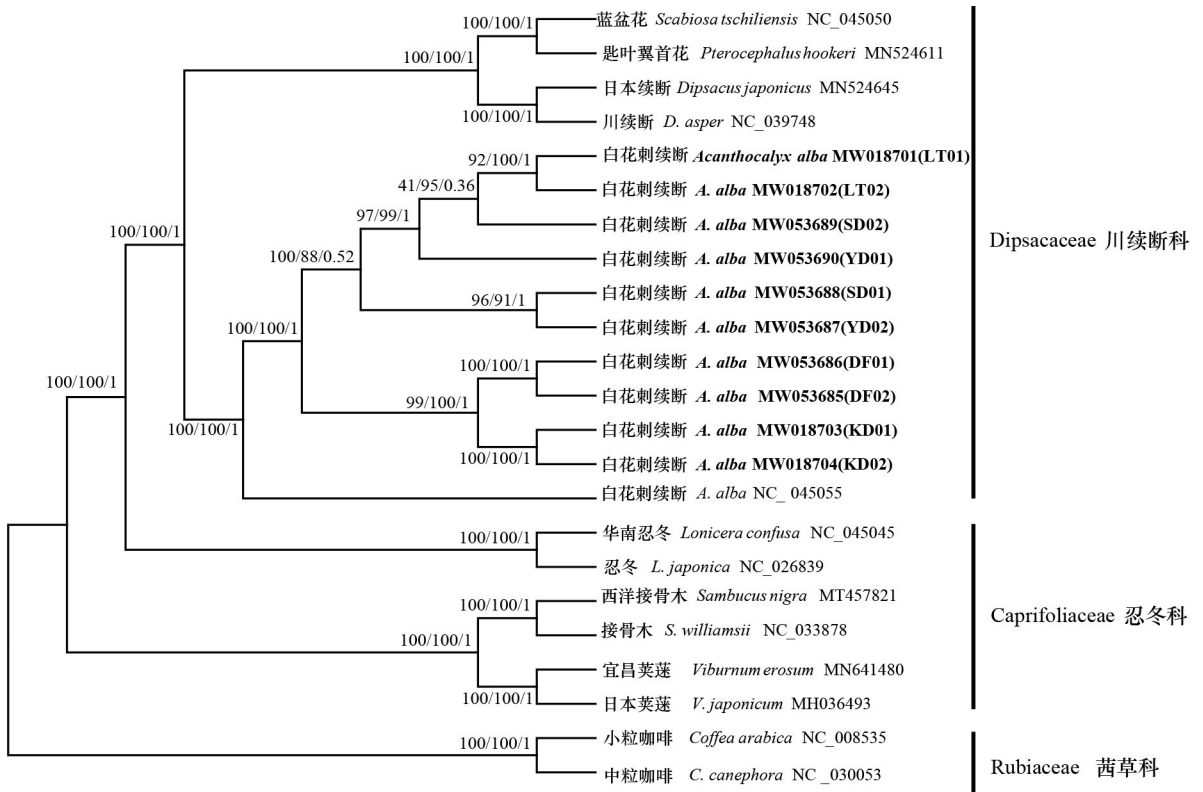 100/100/1
蓝盆花 Scabiosa tschiliensis NC_045050
100/100/1
匙叶翼首花 Pterocephalus hookeri MN524611
日本续断 Dipsacus japonicus MN524645
100/100/1
川续断 D. asper NC_039748
92/100/1
白花刺续断 Acanthocalyx alba MW018701(LT01)
41/95/0.36
白花刺续断 A. alba MW018702(LT02)
97/99/1
白花刺续断 A. alba MW053689(SD02)
100/100/1
100/88/0.52
白花刺续断 A. alba MW053690(YD01)
96/91/1
白花刺续断 A. alba MW053688(SD01)
100/100/1
白花刺续断 A. alba MW053687(YD02)
100/100/1
白花刺续断 A. alba MW053686(DF01)
100/100/1
99/100/1
白花刺续断 A. alba MW053685(DF02)
100/100/1
白花刺续断 A. alba MW018703(KD01)
100/100/1
白花刺续断 A. alba MW018704(KD02)
白花刺续断 A. alba NC_ 045055
Dipsacaceae 川续断科
100/100/1
华南忍冬 Lonicera confusa NC_045045
忍冬 L. japonica NC_026839
100/100/1
西洋接骨木 Sambucus nigra MT457821
100/100/1
接骨木 S. williamsii NC_033878
宜昌荚蒾 Viburnum erosum MN641480
100/100/1
日本荚蒾 V. japonicum MH036493
Caprifoliaceae 忍冬科
100/100/1
小粒咖啡 Coffea arabica NC_008535
中粒咖啡 C. canephora NC _030053
Rubiaceae 茜草科